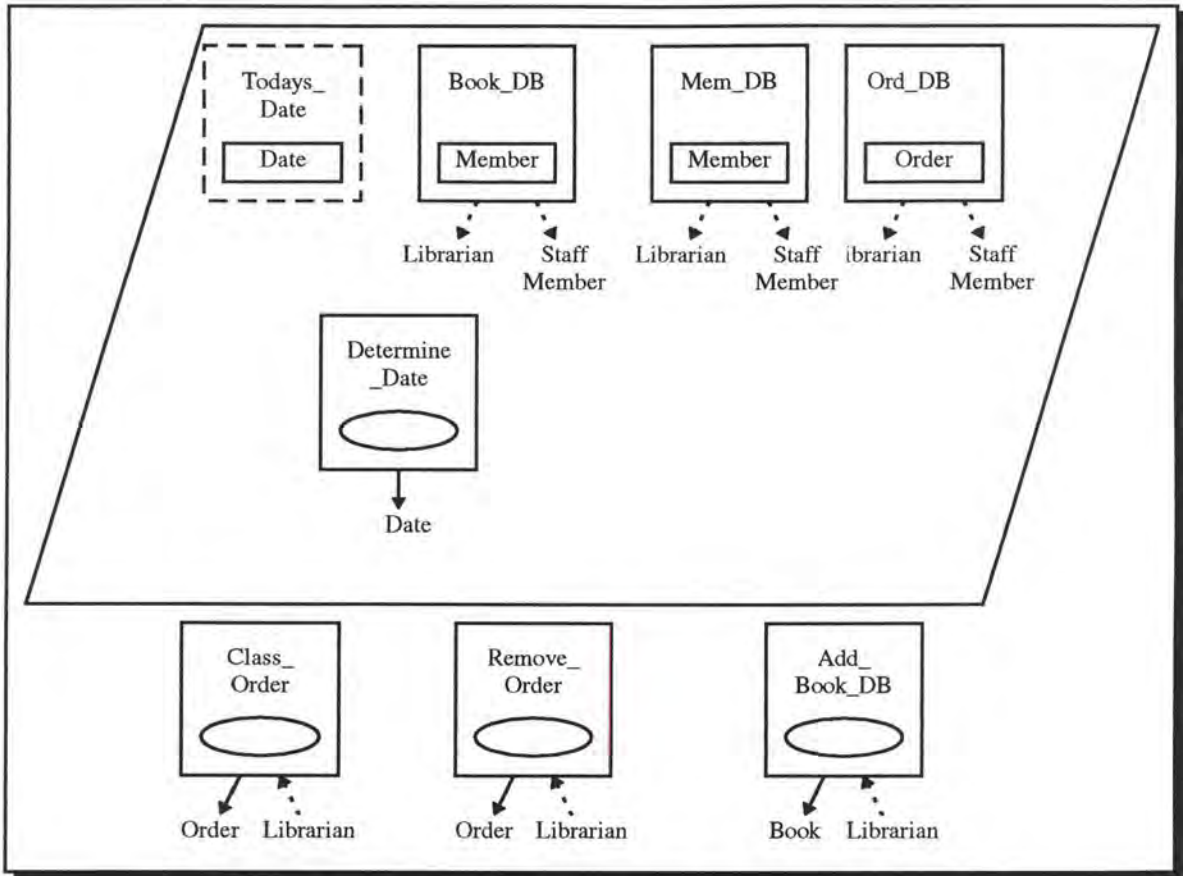 Todays_
Date
Date
Book_DB
Member
Librarian
Staff
Member
Mem_DB
Member
Librarian
Staff
Member
Ord_DB
Order
ibrarian
Staff
Member
Determine
_Date
Date
Class_
Order
Order
Librarian
Remove_
Order
Order
Librarian
Add_
Book_DB
Book
Librarian